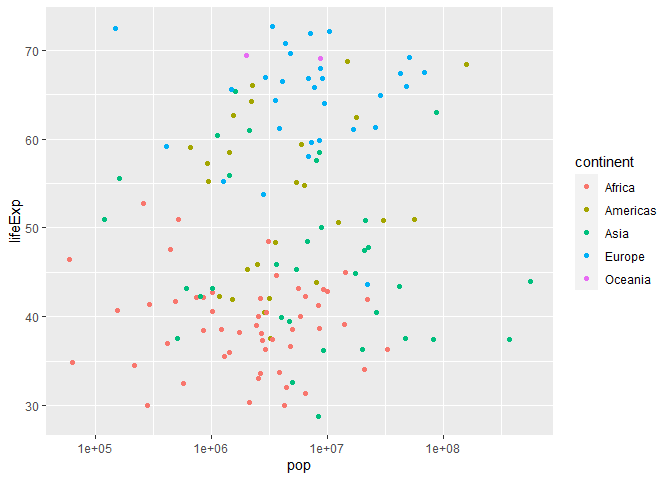 70
60
50
40
30
lifeExp
1e+05 1e+06 1e+07 1e+08
pop
continent
Africa
Americas
Asia
Europe
Oceania